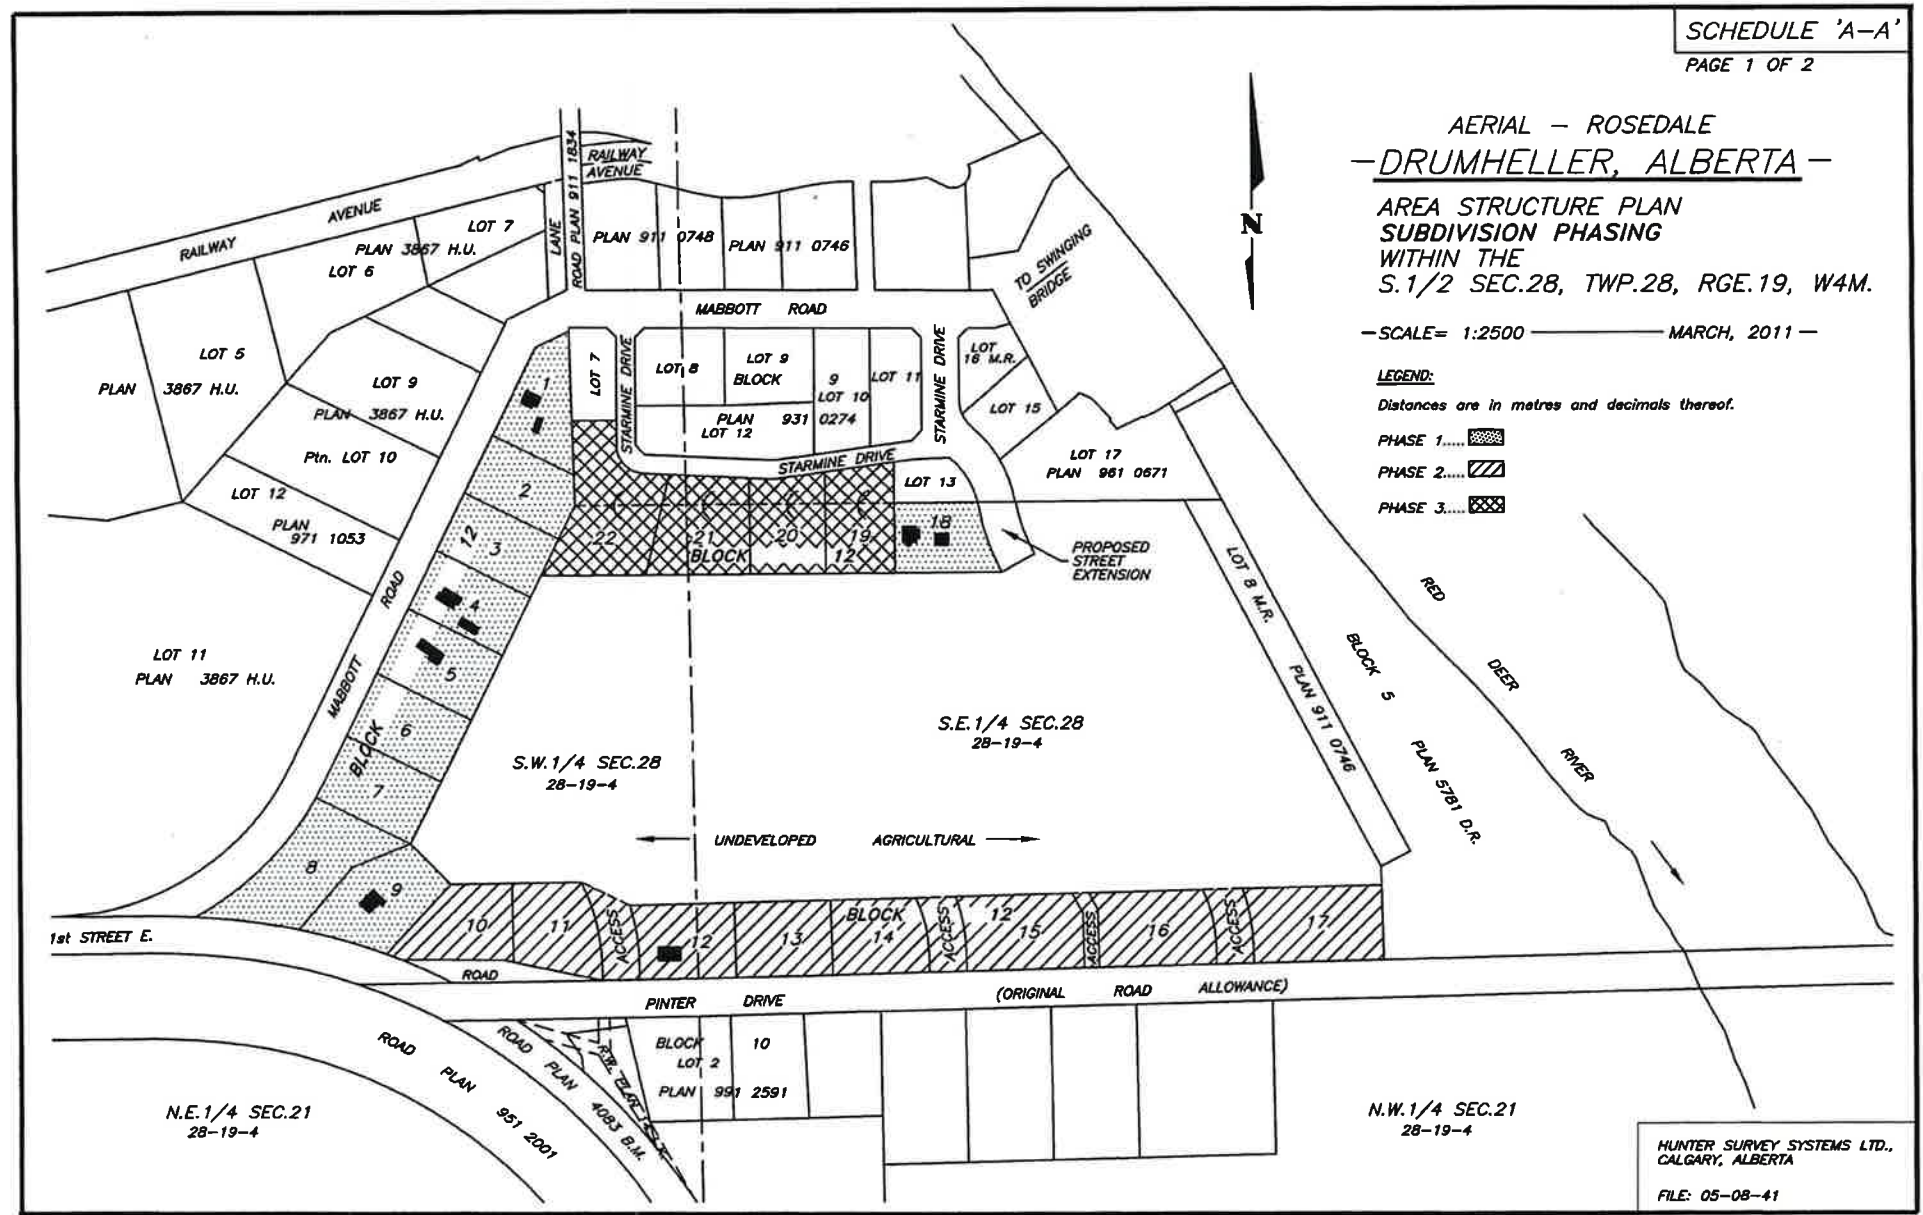 SCHEDULE 'A-A'
PAGE 1 OF 2
AERIAL - ROSEDALE
-DRUMHELLER, ALBERTA-
AREA STRUCTURE PLAN
SUBDIVISION PHASING
WITHIN THE
S.1/2 SEC.28, TWP.28, RGE.19, W4M.
-SCALE= 1:2500 MARCH, 2011-
LEGEND:
Distances are in metres and decimals thereof.
PHASE 1.....
PHASE 2.....
PHASE 3.....
N
RAILWAY AVENUE
RAILWAY
AVENUE
LANE
ROAD PLAN 911 1834
LOT 7
PLAN 3867 H.U.
LOT 6
LOT 5
PLAN 3867 H.U.
PLAN 911 0748
PLAN 911 0746
TO SWINGING
BRIDGE
MABBOTT ROAD
LOT 9
PLAN 3867 H.U.
Ptn. LOT 10
LOT 12
PLAN
971 1053
LOT 11
PLAN 3867 H.U.
MABBOTT ROAD
LOT 7
STARMINE DRIVE
LOT 8
LOT 9
BLOCK 9
LOT 10
LOT 11
PLAN 931 0274
LOT 12
STARMINE DRIVE
STARMINE DRIVE
LOT
16 M.R.
LOT 15
LOT 17
PLAN 961 0671
LOT 13
1
2
3
12
4
5
6
BLOCK
7
8
9
22
21
20
19
18
BLOCK 12
PROPOSED
STREET
EXTENSION
LOT 8 M.R.
PLAN 911 0746
BLOCK 5
PLAN 5781 D.R.
RED DEER RIVER
S.W.1/4 SEC.28
28-19-4
S.E.1/4 SEC.28
28-19-4
UNDEVELOPED AGRICULTURAL
10
11
ACCESS
12
13
BLOCK 12
14
ACCESS
15
ACCESS
16
ACCESS
17
1st STREET E.
ROAD
PINTER DRIVE (ORIGINAL ROAD ALLOWANCE)
BLOCK 10
LOT 2
PLAN 991 2591
ROAD PLAN 951 2001
ROAD PLAN 4083 B.M.
R.W. PLAN
N.E.1/4 SEC.21
28-19-4
N.W.1/4 SEC.21
28-19-4
HUNTER SURVEY SYSTEMS LTD.,
CALGARY, ALBERTA
FILE: 05-08-41